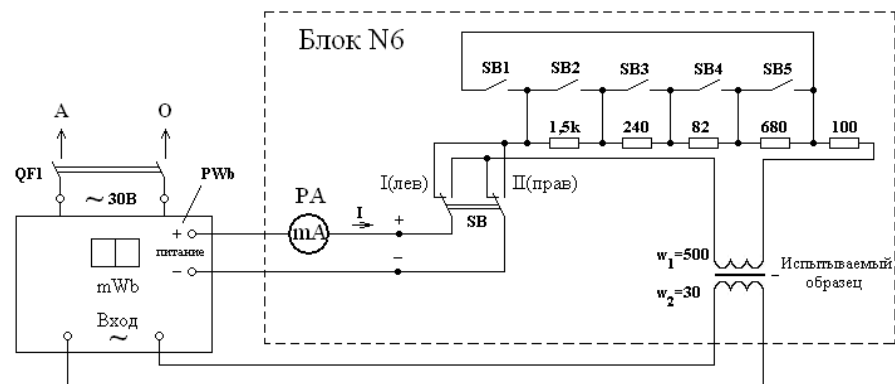 Блок N6
SB1 SB2 SB3 SB4 SB5
1,5k 240 82 680 100
A O
QF1
PWb
~ 30В
+
питание
−
mWb
Вход
~
PA
mA
I
+
−
I(лев)
II(прав)
SB
w₁=500
w₂=30
Испытываемый
образец